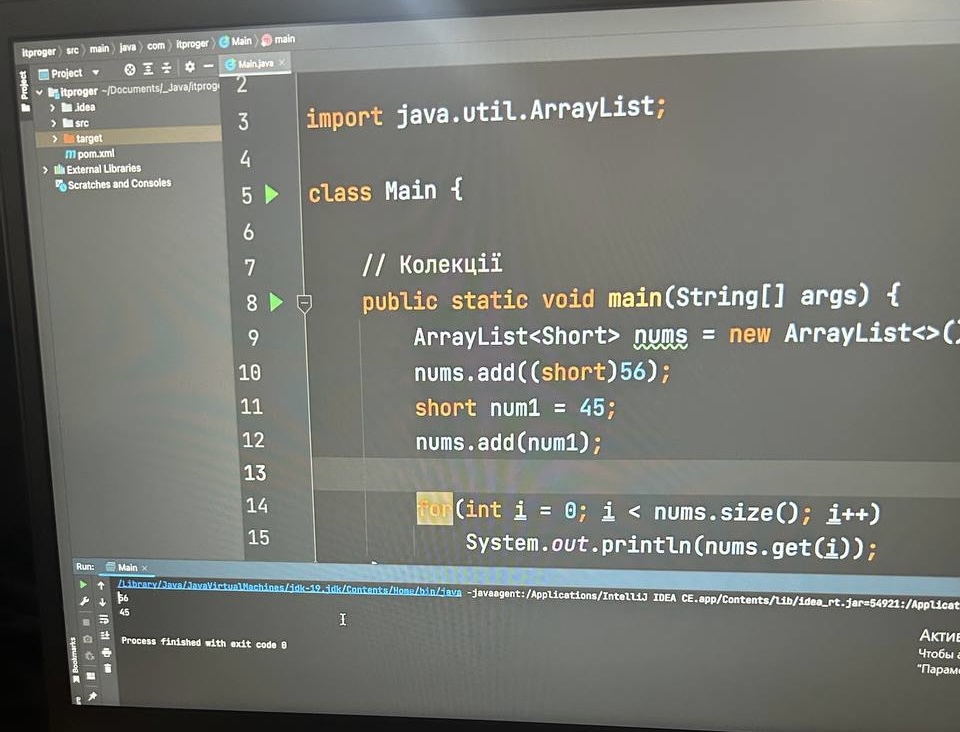 itproger src main java com itproger Main main
Project
Project
Main.java
itproger ~/Documents/_Java/itprog
.idea
src
target
pom.xml
External Libraries
Scratches and Consoles
2
3 import java.util.ArrayList;
4
5 class Main {
6
7 // Колекції
8 public static void main(String[] args) {
9 ArrayList<Short> nums = new ArrayList<>()
10 nums.add((short)56);
11 short num1 = 45;
12 nums.add(num1);
13
14 for(int i = 0; i < nums.size(); i++)
15 System.out.println(nums.get(i));
Run: Main
/Library/Java/JavaVirtualMachines/jdk-19.jdk/Contents/Home/bin/java -javaagent:/Applications/IntelliJ IDEA CE.app/Contents/lib/idea_rt.jar=54921:/Applicat
56
45
Process finished with exit code 0
Bookmarks
Актив
Чтобы а
"Парам